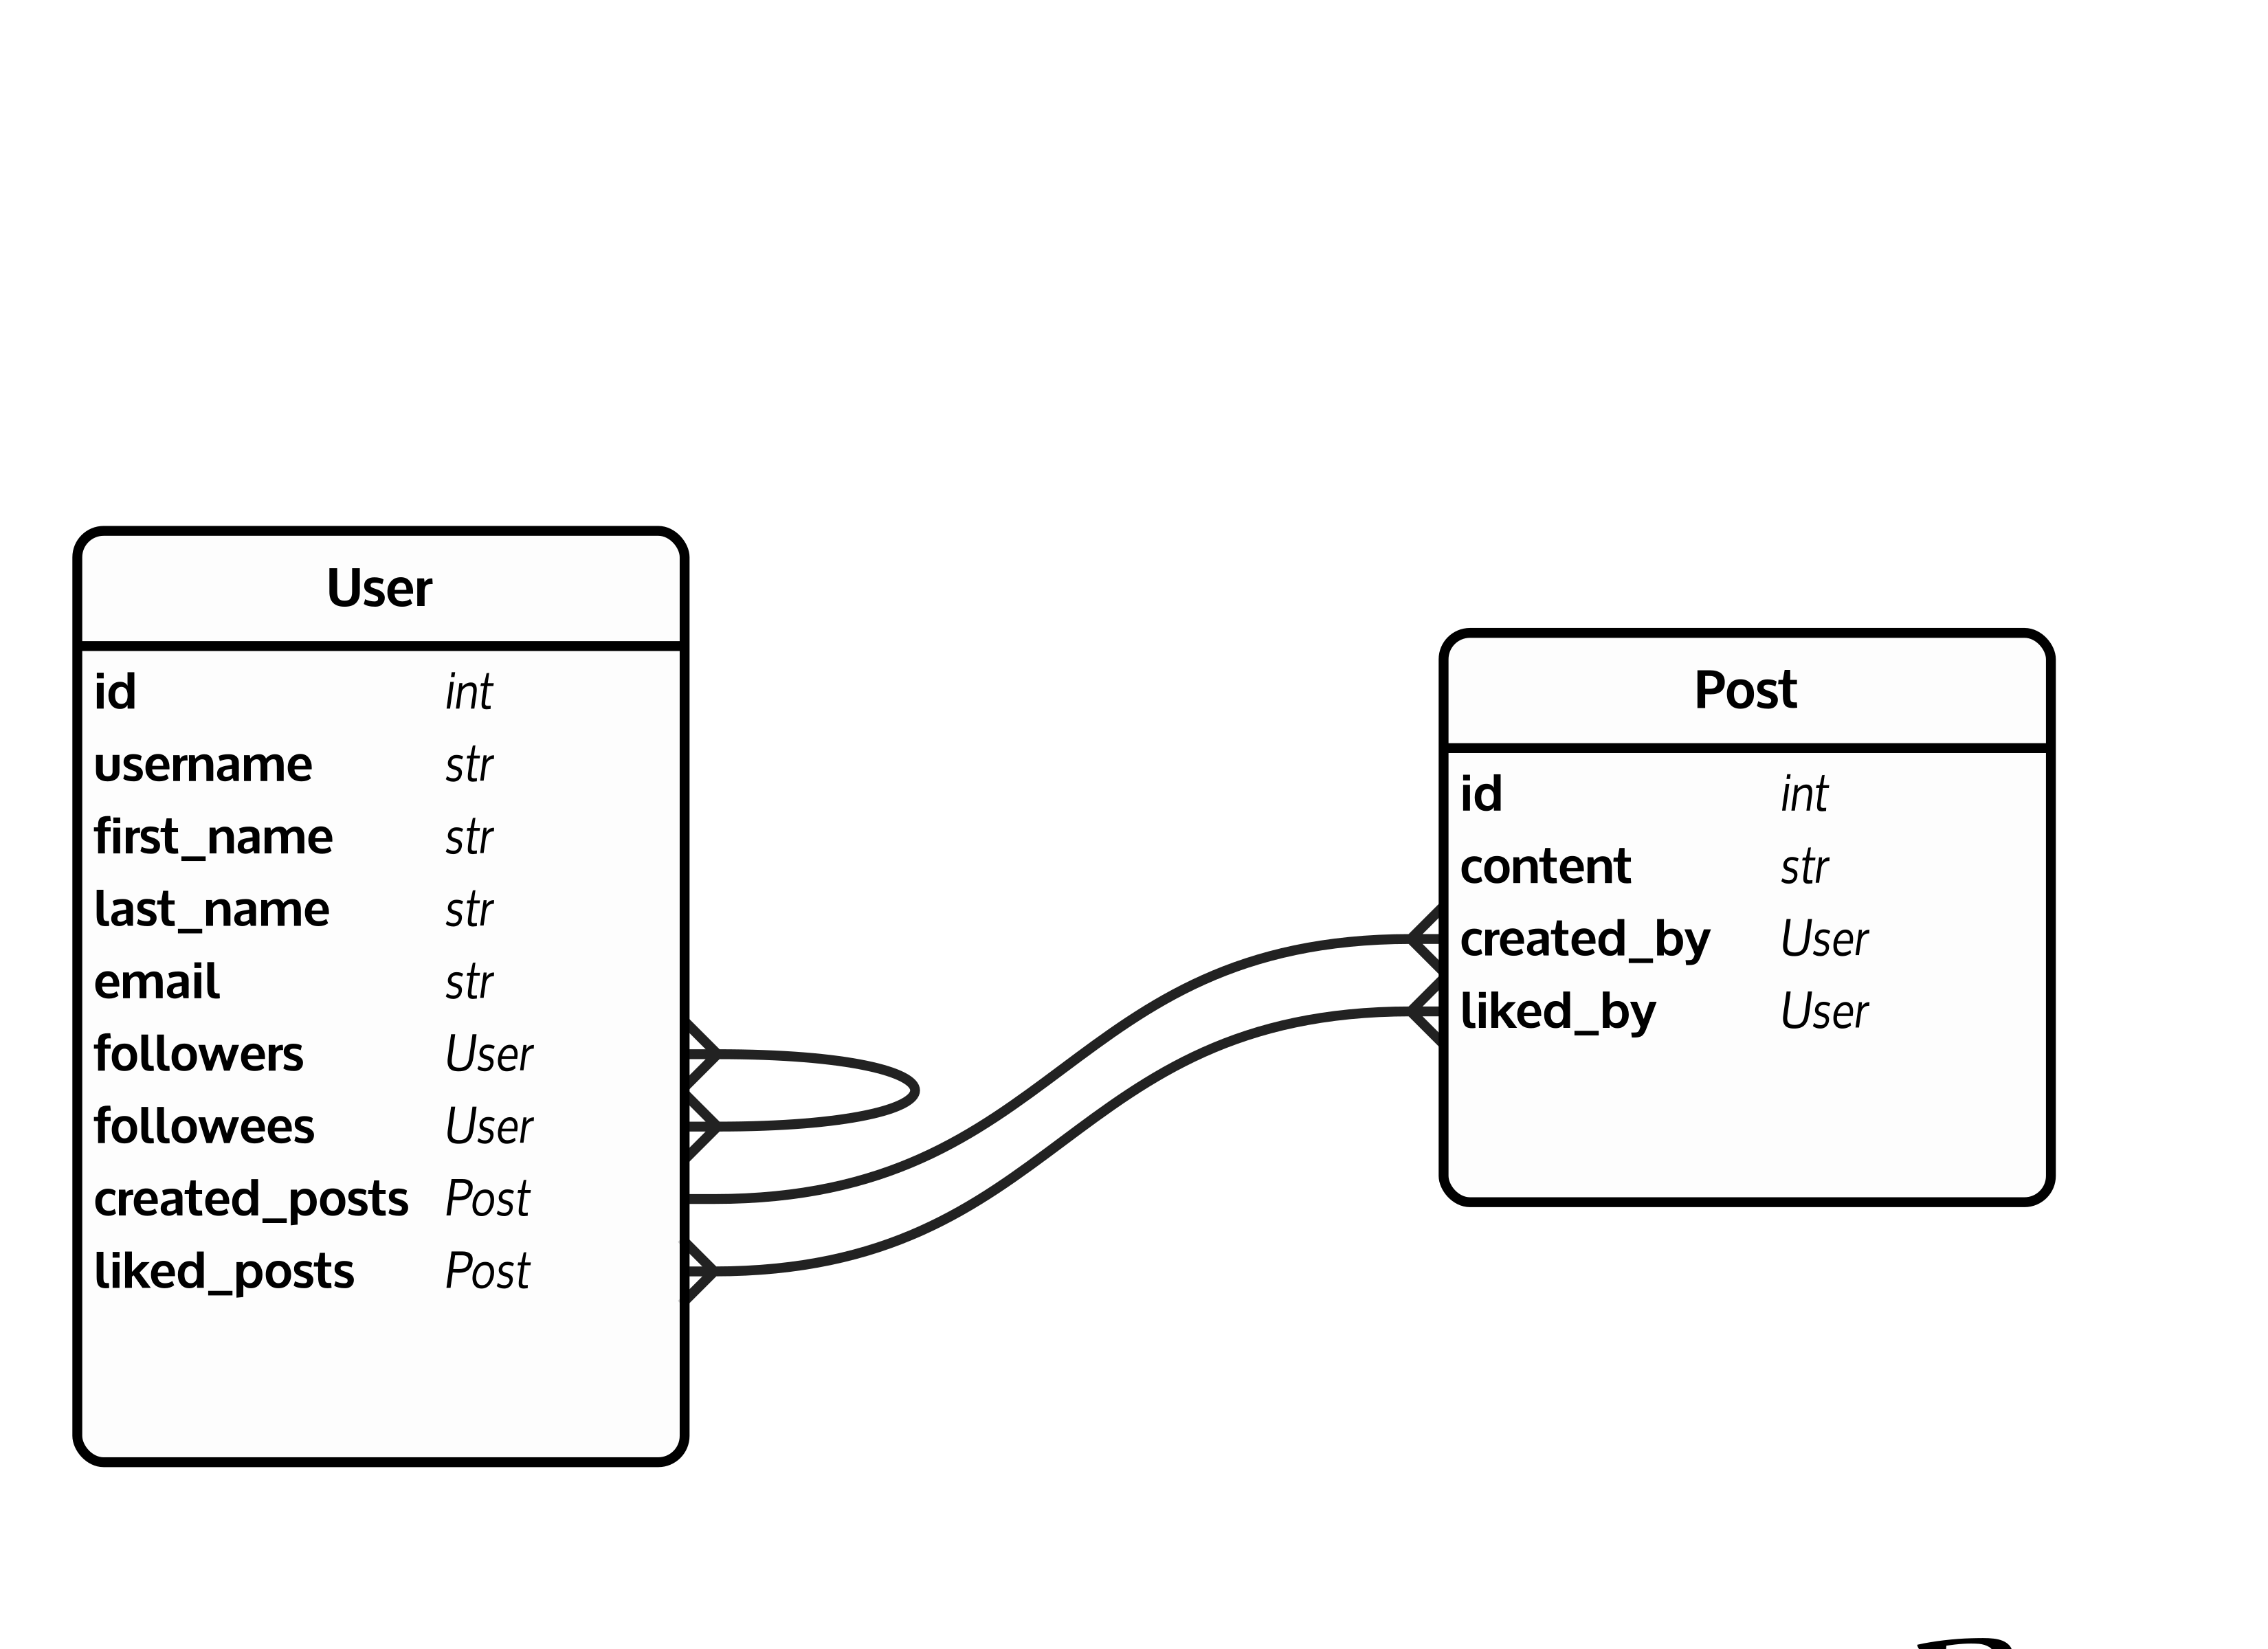 User
id int
username str
first_name str
last_name str
email str
followers User
followees User
created_posts Post
liked_posts Post
Post
id int
content str
created_by User
liked_by User